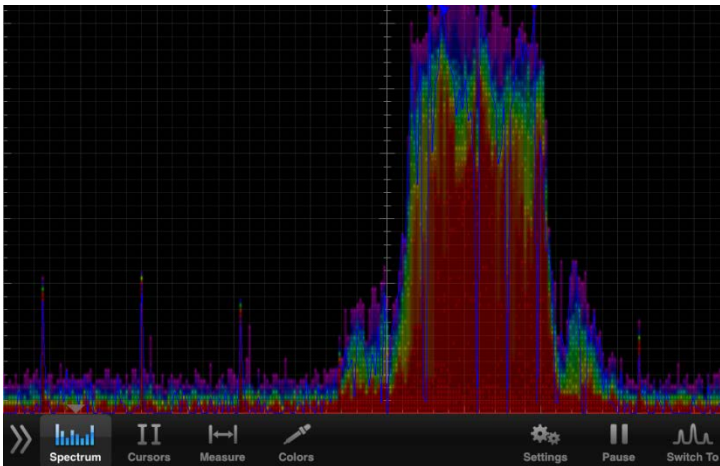 Spectrum
Cursors
Measure
Colors
Settings
Pause
Switch To